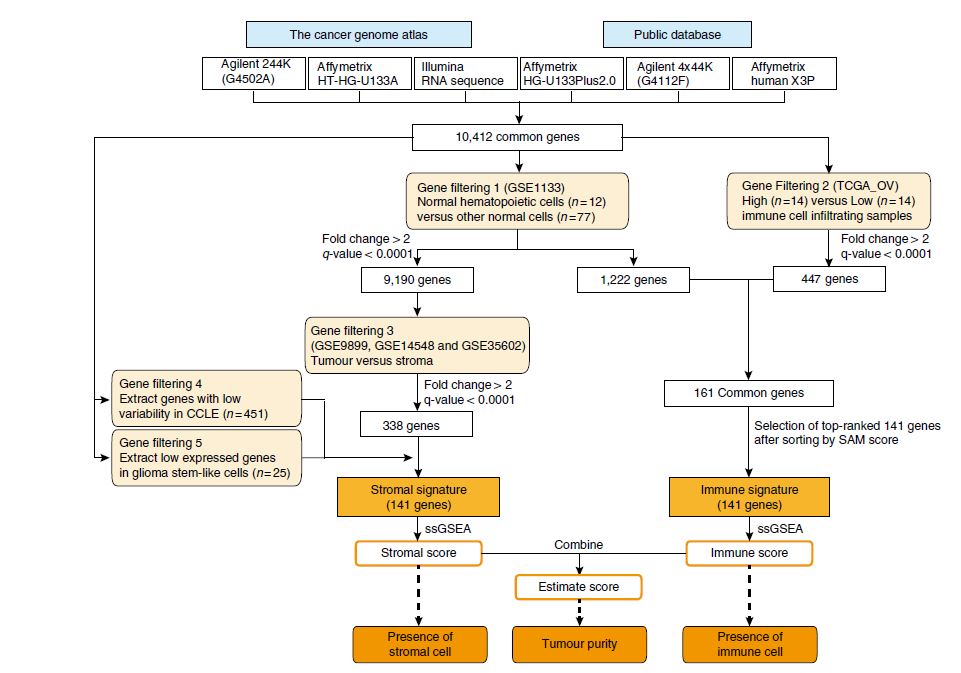 The cancer genome atlas
Public database
Agilent 244K
(G4502A)
Affymetrix
HT-HG-U133A
Illumina
RNA sequence
Affymetrix
HG-U133Plus2.0
Agilent 4x44K
(G4112F)
Affymetrix
human X3P
10,412 common genes
Gene filtering 1 (GSE1133)
Normal hematopoietic cells (n=12)
versus other normal cells (n=77)
Gene Filtering 2 (TCGA_OV)
High (n=14) versus Low (n=14)
immune cell infiltrating samples
Fold change > 2
q-value < 0.0001
Fold change > 2
q-value < 0.0001
9,190 genes
1,222 genes
447 genes
Gene filtering 3
(GSE9899, GSE14548 and GSE35602)
Tumour versus stroma
Gene filtering 4
Extract genes with low
variability in CCLE (n=451)
Fold change > 2
q-value < 0.0001
161 Common genes
338 genes
Selection of top-ranked 141 genes
after sorting by SAM score
Gene filtering 5
Extract low expressed genes
in glioma stem-like cells (n=25)
Stromal signature
(141 genes)
Immune signature
(141 genes)
ssGSEA
ssGSEA
Stromal score
Combine
Immune score
Estimate score
Presence of
stromal cell
Tumour purity
Presence of
immune cell